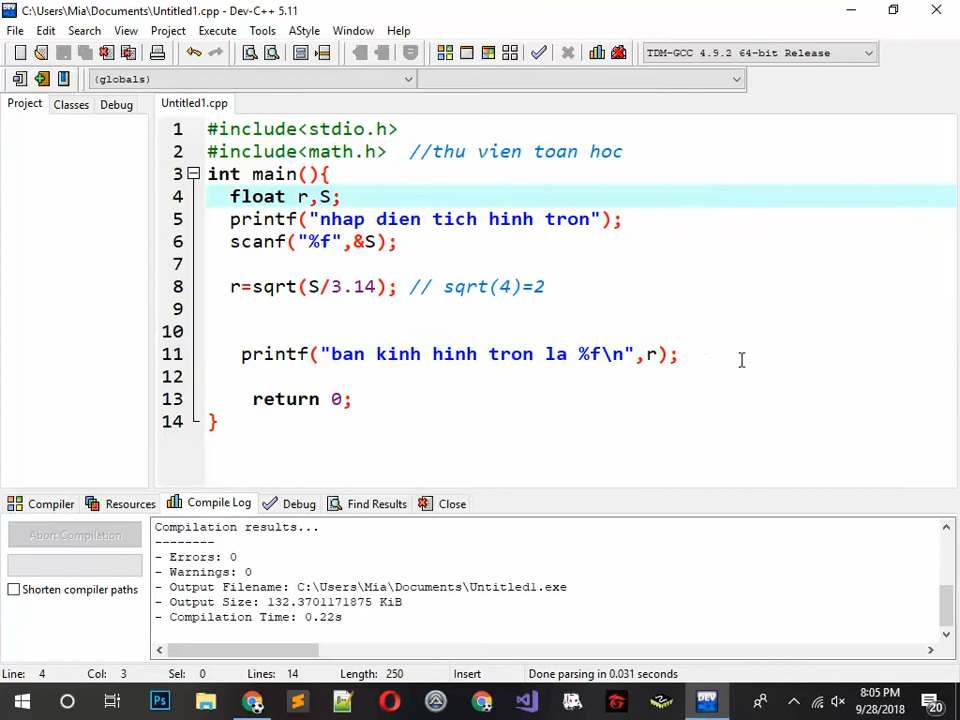 C:\Users\Mia\Documents\Untitled1.cpp - Dev-C++ 5.11
File Edit Search View Project Execute Tools AStyle Window Help
TDM-GCC 4.9.2 64-bit Release
(globals)
Project Classes Debug Untitled1.cpp
1 #include<stdio.h>
2 #include<math.h> //thu vien toan hoc
3 int main(){
4 float r,S;
5 printf("nhap dien tich hinh tron");
6 scanf("%f",&S);
7
8 r=sqrt(S/3.14); // sqrt(4)=2
9
10
11 printf("ban kinh hinh tron la %f\n",r);
12
13 return 0;
14 }
Compiler Resources Compile Log Debug Find Results Close
Abort Compilation
Shorten compiler paths
Compilation results...
--------
- Errors: 0
- Warnings: 0
- Output Filename: C:\Users\Mia\Documents\Untitled1.exe
- Output Size: 132.3701171875 KiB
- Compilation Time: 0.22s
Line: 4 Col: 3 Sel: 0 Lines: 14 Length: 250 Insert Done parsing in 0.031 seconds
Ps
DEV
8:05 PM
9/28/2018
20